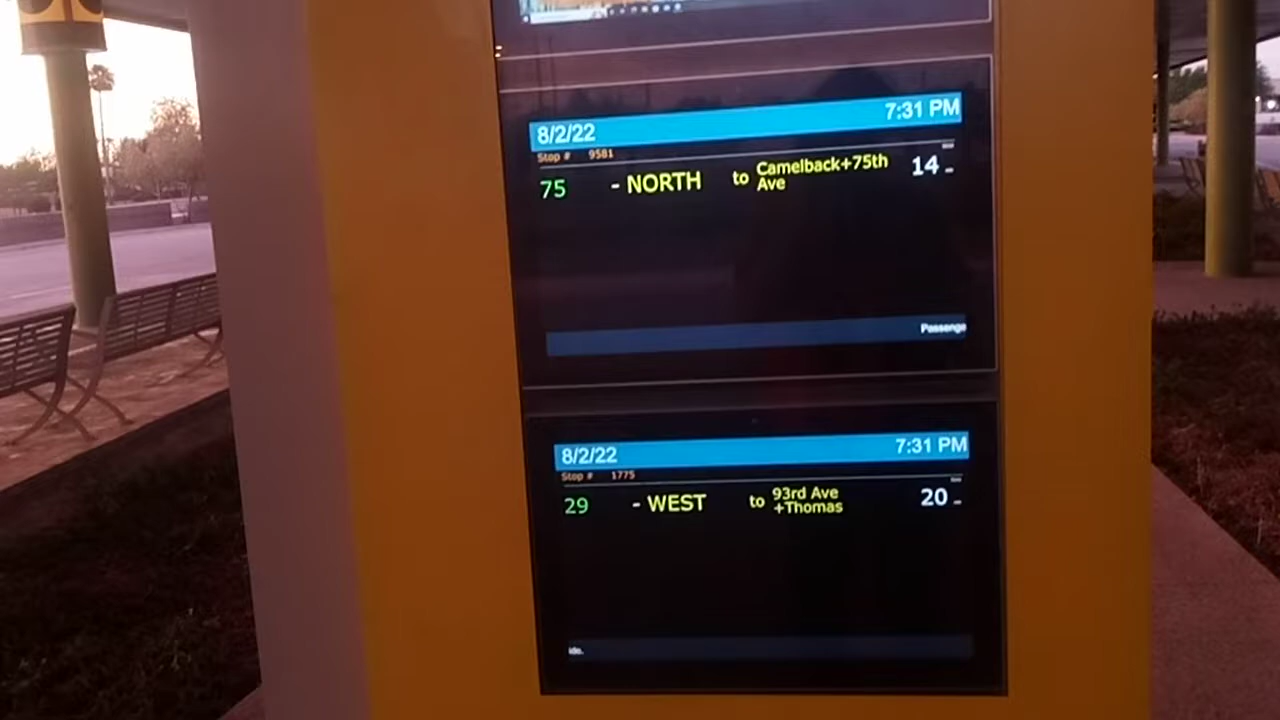 8/2/22 7:31 PM
Stop # 9581
75 - NORTH to Camelback+75th Ave 14
Passenge
8/2/22 7:31 PM
Stop # 1775
29 - WEST to 93rd Ave +Thomas 20